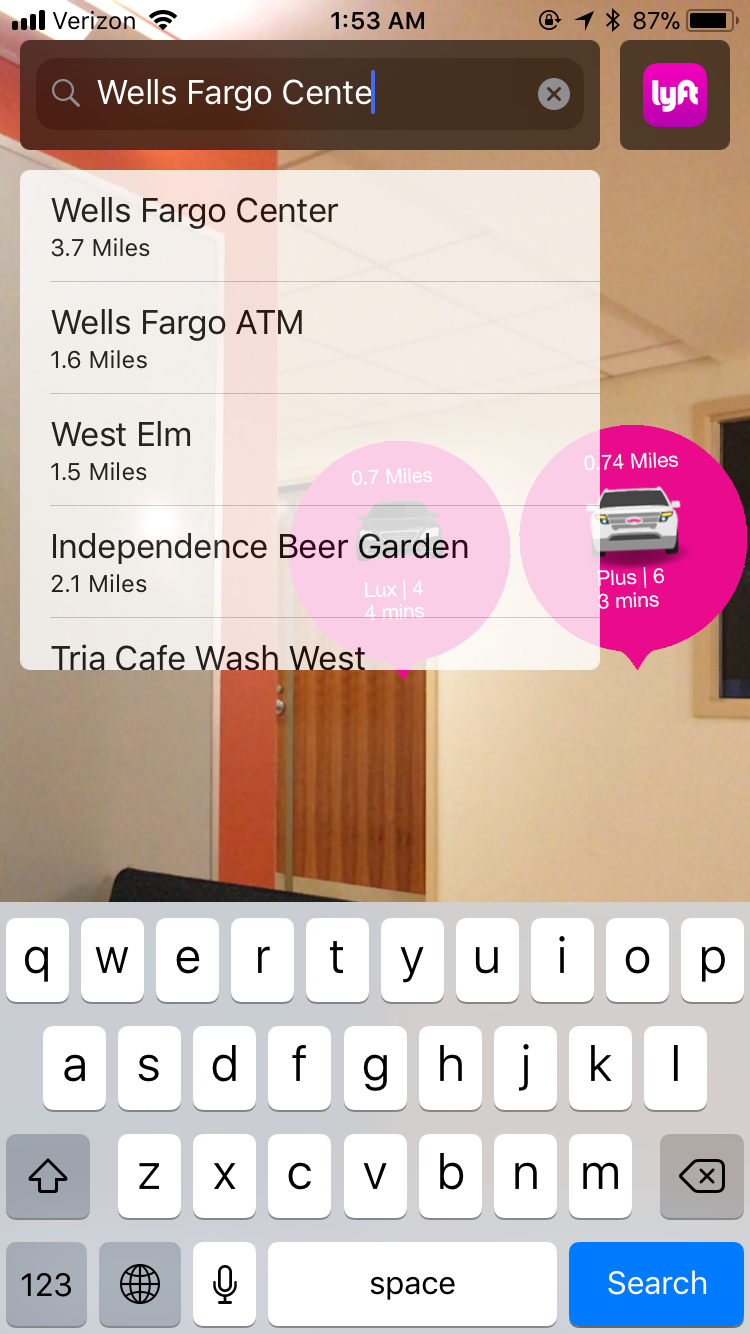 Verizon 1:53 AM 87%
Wells Fargo Cente
lyft
Wells Fargo Center
3.7 Miles
Wells Fargo ATM
1.6 Miles
West Elm
1.5 Miles
Independence Beer Garden
2.1 Miles
Tria Cafe Wash West
0.7 Miles
Lux | 4
4 mins
0.74 Miles
Plus | 6
3 mins
q w e r t y u i o p
a s d f g h j k l
z x c v b n m
123 space Search